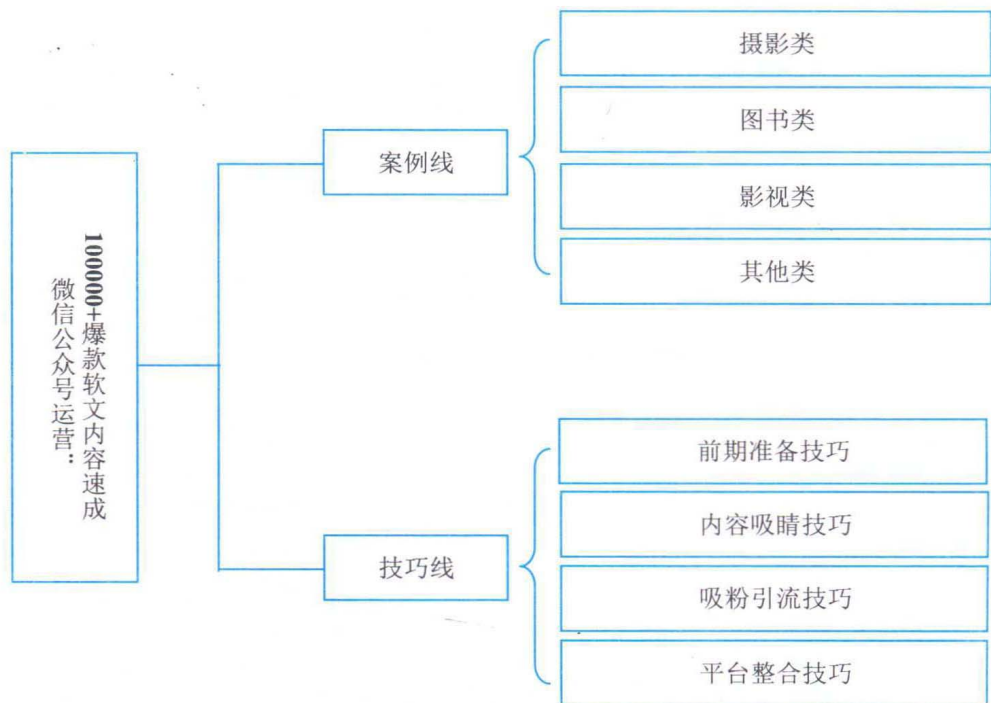 微信公众号运营：
100000+爆款软文内容速成
案例线
摄影类
图书类
影视类
其他类
技巧线
前期准备技巧
内容吸睛技巧
吸粉引流技巧
平台整合技巧